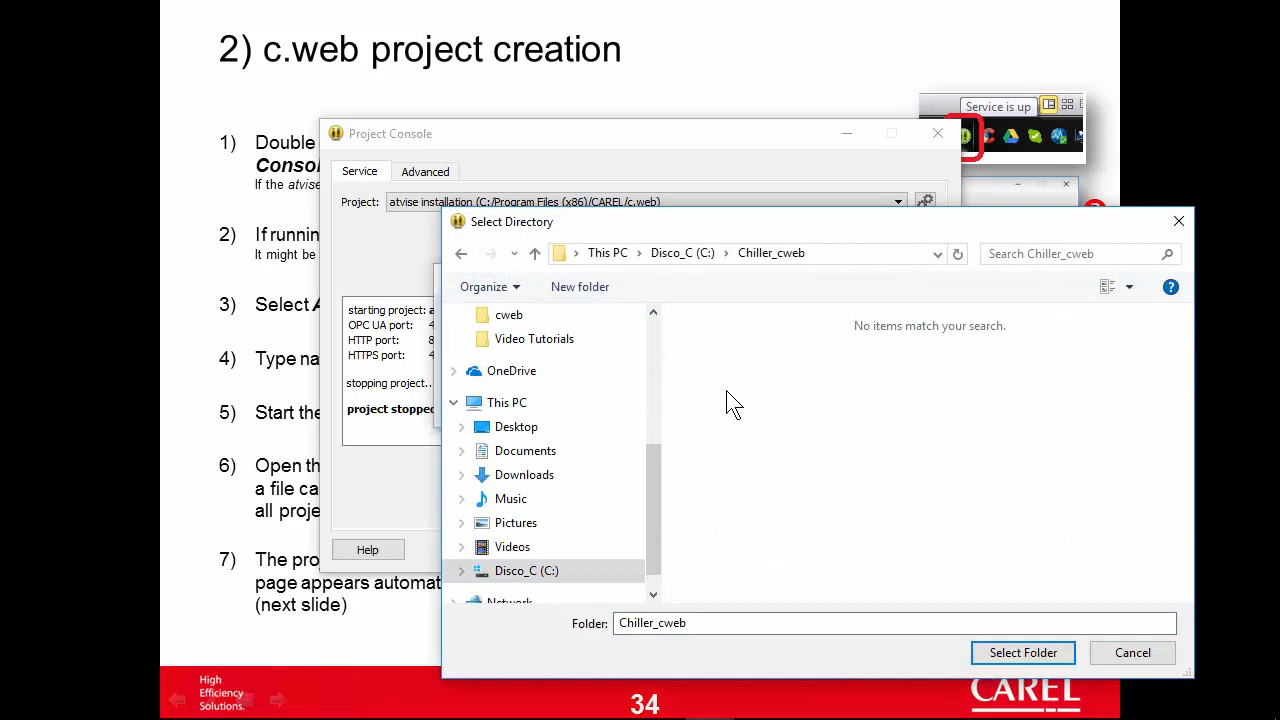 2) c.web project creation
Service is up
1) Double
Consol
If the atvise
2) If runnin
It might be
3) Select A
4) Type na
5) Start the
6) Open th
a file ca
all proje
7) The pro
page appears automat
(next slide)
Project Console
Service
Advanced
Project:
atvise installation (C:/Program Files (x86)/CAREL/c.web)
starting project: a
OPC UA port: 4
HTTP port: 8
HTTPS port: 4
stopping project..
project stopped
Help
Select Directory
This PC > Disco_C (C:) > Chiller_cweb
Search Chiller_cweb
Organize
New folder
cweb
Video Tutorials
OneDrive
This PC
Desktop
Documents
Downloads
Music
Pictures
Videos
Disco_C (C:)
Network
No items match your search.
Folder: Chiller_cweb
Select Folder
Cancel
High
Efficiency
Solutions.
34
CAREL